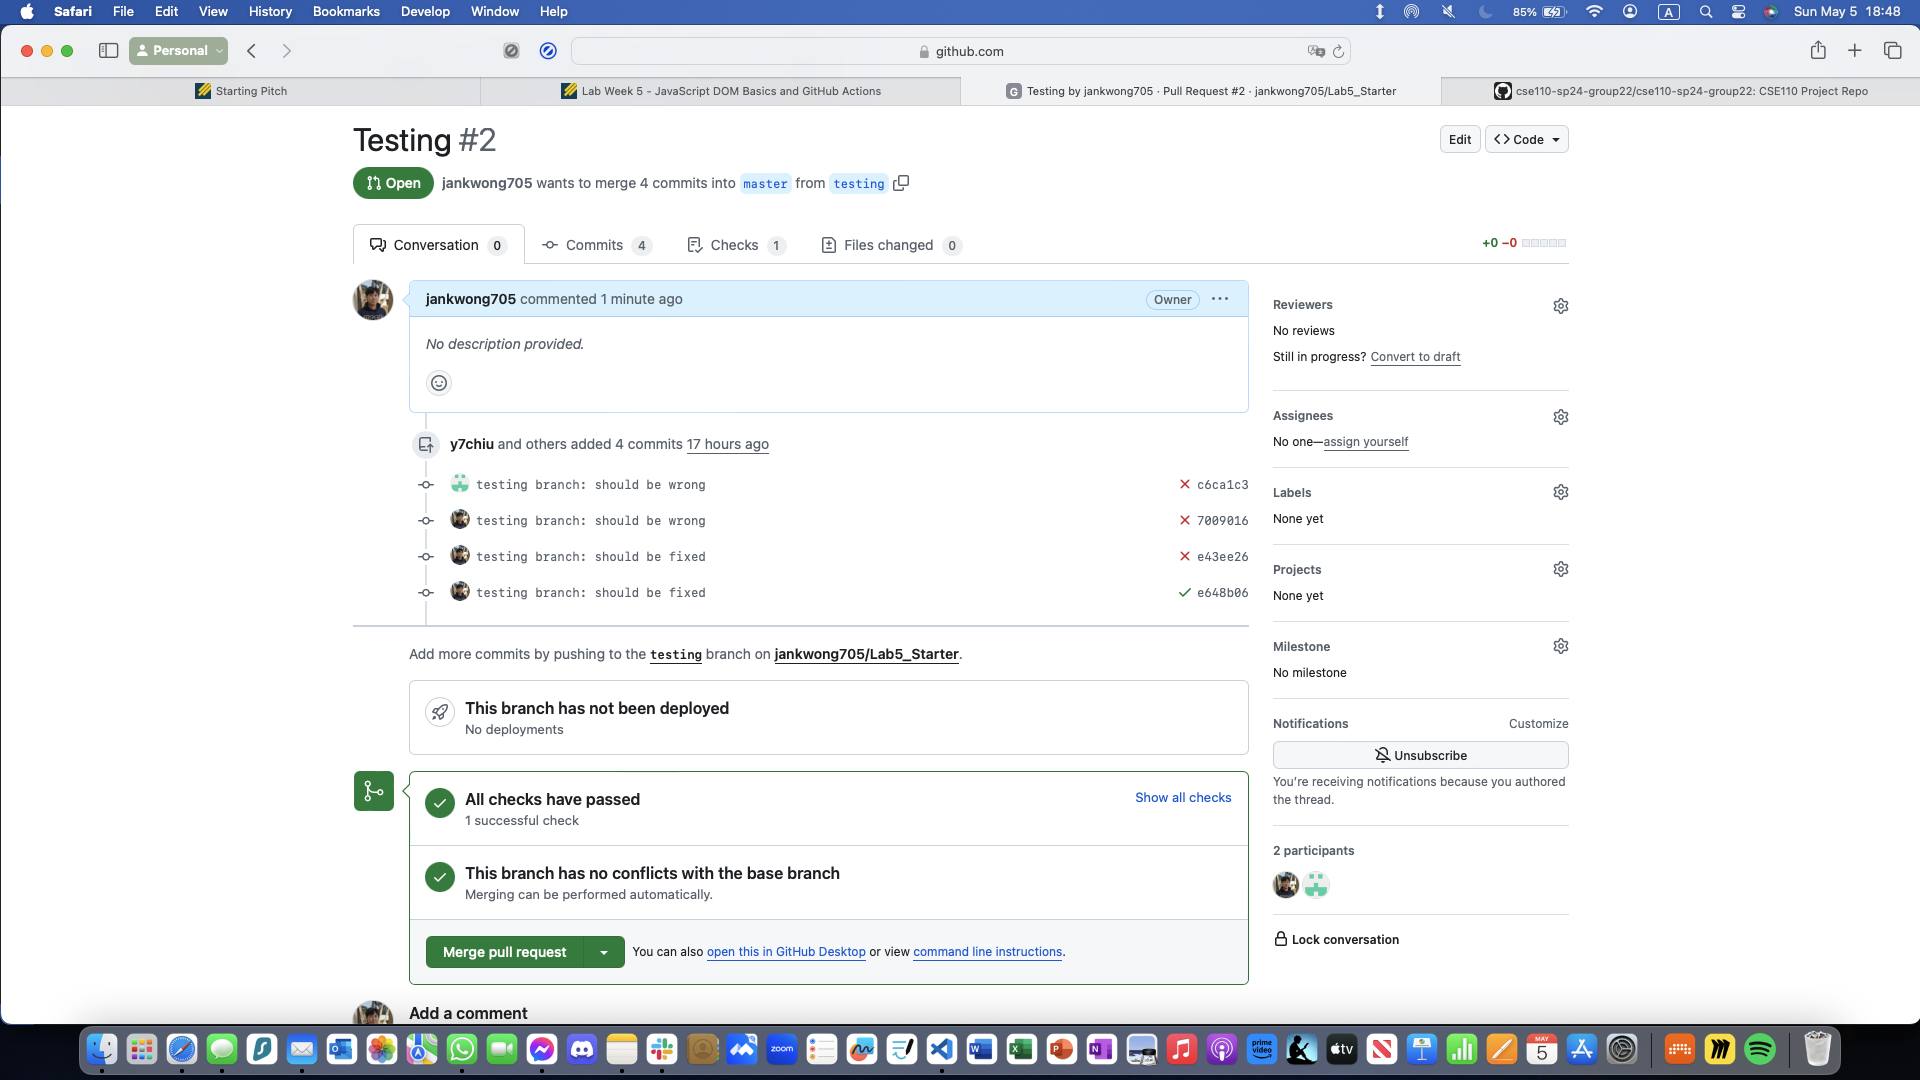 Safari File Edit View History Bookmarks Develop Window Help 85% A Sun May 5 18:48
Personal github.com
Starting Pitch
Lab Week 5 - JavaScript DOM Basics and GitHub Actions
G Testing by jankwong705 · Pull Request #2 · jankwong705/Lab5_Starter
cse110-sp24-group22/cse110-sp24-group22: CSE110 Project Repo
Testing #2
Edit
Code
Open
jankwong705 wants to merge 4 commits into master from testing
Conversation 0
Commits 4
Checks 1
Files changed 0
+0 −0
jankwong705 commented 1 minute ago
Owner
No description provided.
y7chiu and others added 4 commits 17 hours ago
testing branch: should be wrong c6ca1c3
testing branch: should be wrong 7009016
testing branch: should be fixed e43ee26
testing branch: should be fixed e648b06
Add more commits by pushing to the testing branch on jankwong705/Lab5_Starter.
This branch has not been deployed
No deployments
All checks have passed
1 successful check
Show all checks
This branch has no conflicts with the base branch
Merging can be performed automatically.
Merge pull request
You can also open this in GitHub Desktop or view command line instructions.
Add a comment
Reviewers
No reviews
Still in progress? Convert to draft
Assignees
No one—assign yourself
Labels
None yet
Projects
None yet
Milestone
No milestone
Notifications
Customize
Unsubscribe
You're receiving notifications because you authored
the thread.
2 participants
Lock conversation
zoom
W
X
P
N
prime
video
tv
MAY
5